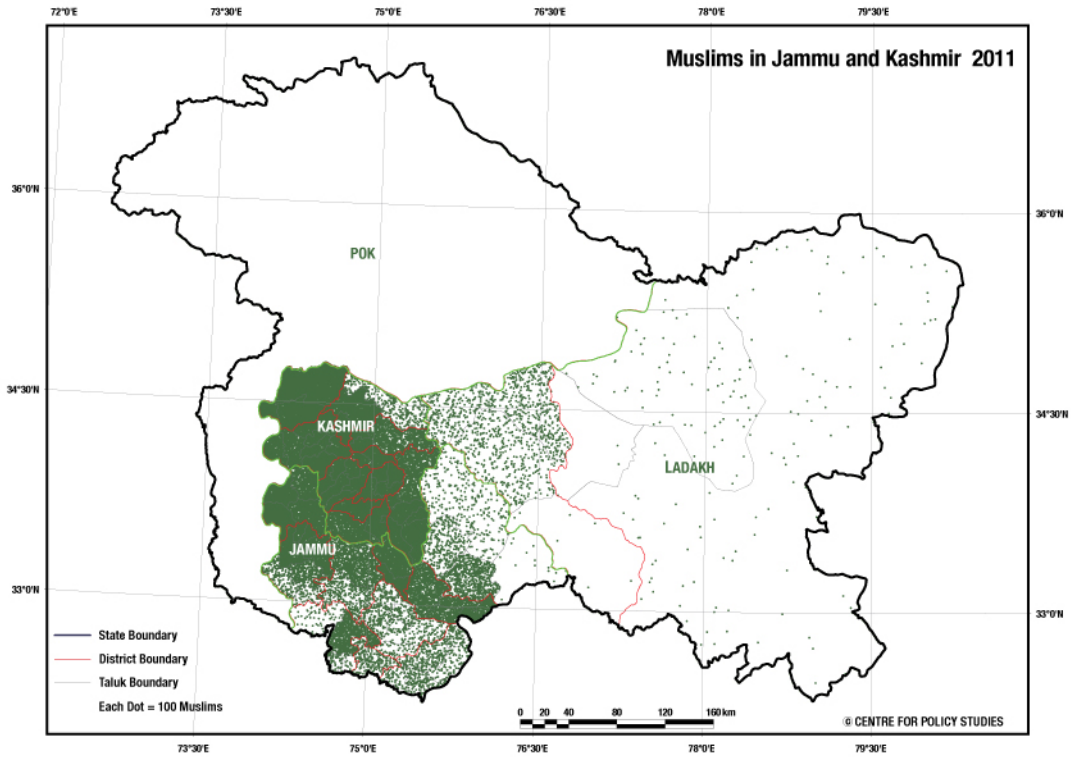 72°0'E 73°30'E 75°0'E 76°30'E 78°0'E 79°30'E
Muslims in Jammu and Kashmir 2011
36°0'N
36°0'N
POK
34°30'N
34°30'N
KASHMIR
LADAKH
JAMMU
33°0'N
33°0'N
State Boundary
District Boundary
Taluk Boundary
Each Dot = 100 Muslims
0 20 40 80 120 160 km
© CENTRE FOR POLICY STUDIES
73°30'E 75°0'E 76°30'E 78°0'E 79°30'E